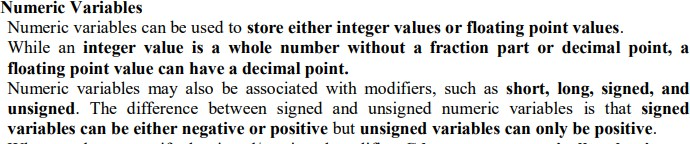 Numeric Variables
Numeric variables can be used to store either integer values or floating point values.
While an integer value is a whole number without a fraction part or decimal point, a
floating point value can have a decimal point.
Numeric variables may also be associated with modifiers, such as short, long, signed, and
unsigned. The difference between signed and unsigned numeric variables is that signed
variables can be either negative or positive but unsigned variables can only be positive.